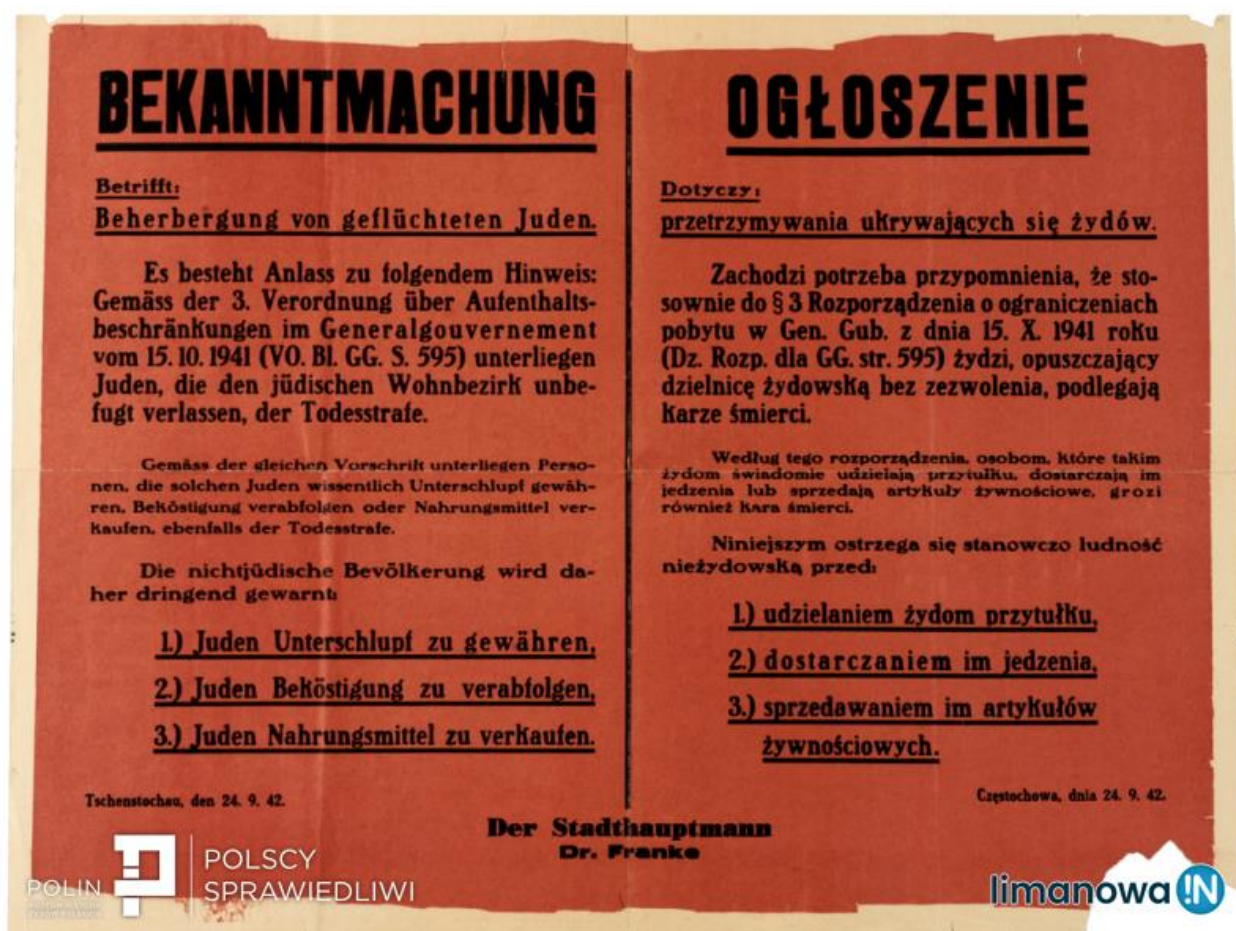 BEKANNTMACHUNG
Betrifft:
Beherbergung von geflüchteten Juden.
Es besteht Anlass zu folgendem Hinweis:
Gemäss der 3. Verordnung über Aufenthalts-
beschränkungen im Generalgouvernement
vom 15. 10. 1941 (VO. Bl. GG. S. 595) unterliegen
Juden, die den jüdischen Wohnbezirk unbe-
fugt verlassen, der Todesstrafe.
Gemäss der gleichen Vorschrift unterliegen Perso-
nen, die solchen Juden wissentlich Unterschlupf gewäh-
ren, Beköstigung verabfolgen oder Nahrungsmittel ver-
kaufen, ebenfalls der Todesstrafe.
Die nichtjüdische Bevölkerung wird da-
her dringend gewarnt:
1.) Juden Unterschlupf zu gewähren,
2.) Juden Beköstigung zu verabfolgen,
3.) Juden Nahrungsmittel zu verkaufen.
Tschenstochau, den 24. 9. 42.
OGŁOSZENIE
Dotyczy:
przetrzymywania ukrywających się żydów.
Zachodzi potrzeba przypomnienia, że sto-
sownie do § 3 Rozporządzenia o ograniczeniach
pobytu w Gen. Gub. z dnia 15. X. 1941 roku
(Dz. Rozp. dla GG. str. 595) żydzi, opuszczający
dzielnicę żydowską bez zezwolenia, podlegają
karze śmierci.
Według tego rozporządzenia, osobom, które takim
żydom świadomie udzielają przytułku, dostarczają im
jedzenia lub sprzedają artykuły żywnościowe, grozi
również kara śmierci.
Niniejszym ostrzega się stanowczo ludność
nieżydowską przed:
1.) udzielaniem żydom przytułku,
2.) dostarczaniem im jedzenia,
3.) sprzedawaniem im artykułów
żywnościowych.
Częstochowa, dnia 24. 9. 42.
Der Stadthauptmann
Dr. Franke
POLIN
POLSCY
SPRAWIEDLIWI
limanowa !N